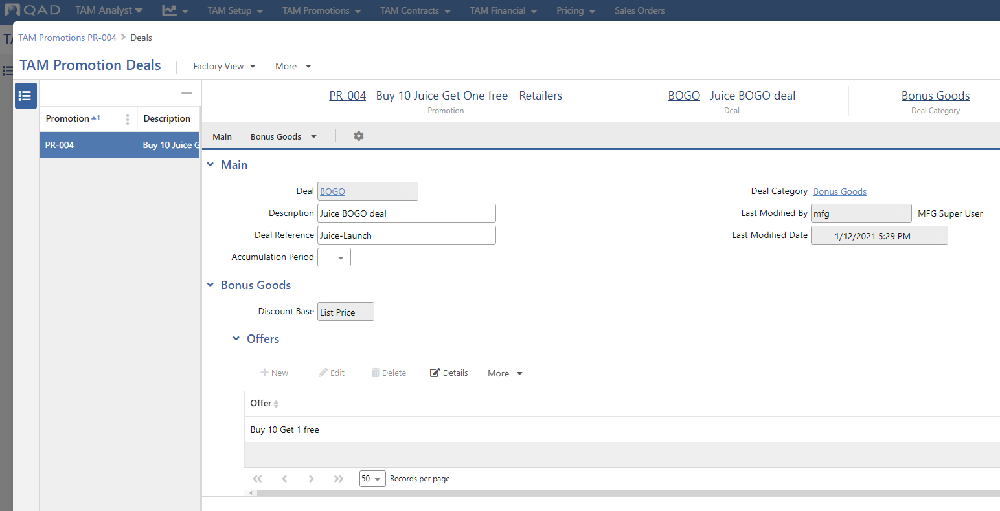 QAD TAM Analyst TAM Setup TAM Promotions TAM Contracts TAM Financial Pricing Sales Orders
TAM Promotions PR-004 Deals
TAM Promotion Deals Factory View More
PR-004 Buy 10 Juice Get One free - Retailers BOGO Juice BOGO deal Bonus Goods
Promotion Deal Deal Category
Promotion 1 Description
PR-004 Buy 10 Juice G
Main Bonus Goods
Main
Deal BOGO Deal Category Bonus Goods
Description Juice BOGO deal Last Modified By mfg MFG Super User
Deal Reference Juice-Launch Last Modified Date 1/12/2021 5:29 PM
Accumulation Period
Bonus Goods
Discount Base List Price
Offers
New Edit Delete Details More
Offer
Buy 10 Get 1 free
50 Records per page